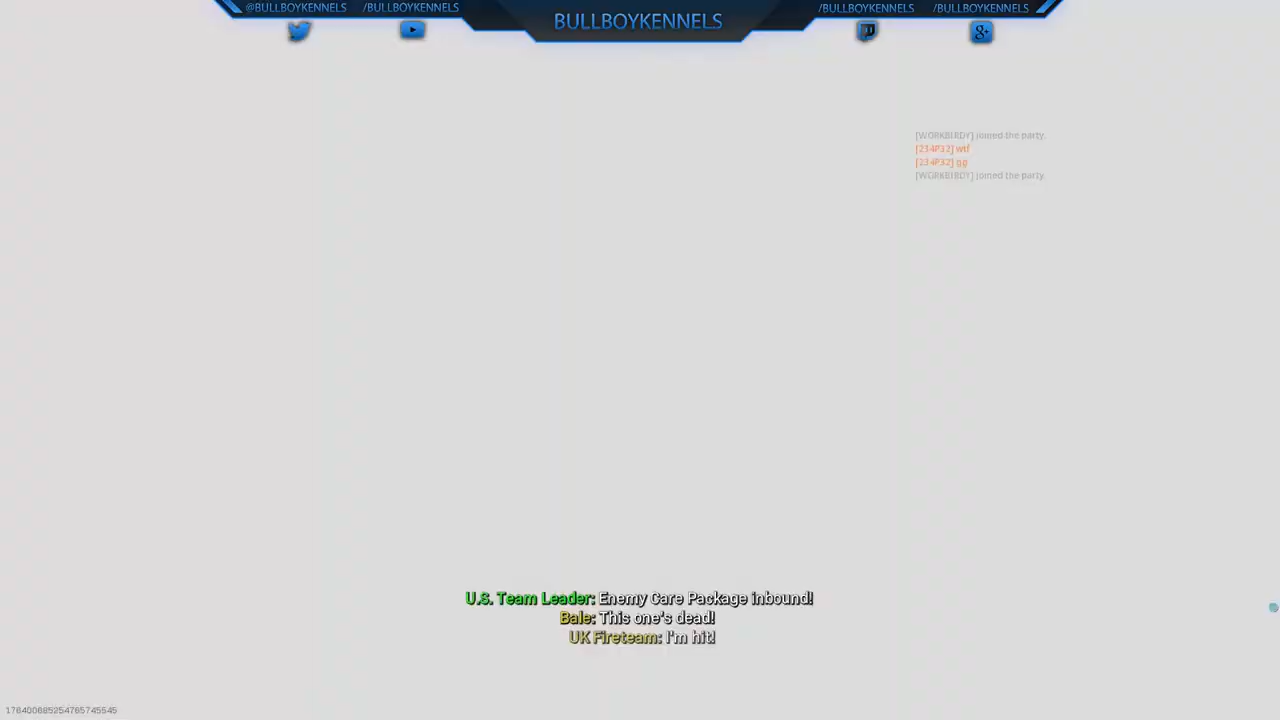 @BULLBOYKENNELS /BULLBOYKENNELS BULLBOYKENNELS /BULLBOYKENNELS /BULLBOYKENNELS
[WORKBIRDY] joined the party.
[234P32] wtf
[234P32] gg
[WORKBIRDY] joined the party.
U.S. Team Leader: Enemy Care Package inbound!
Bale: This one's dead!
UK Fireteam: I'm hit!